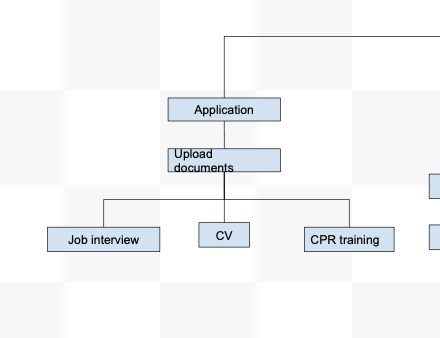 Application
Upload
documents
Job interview
CV
CPR training